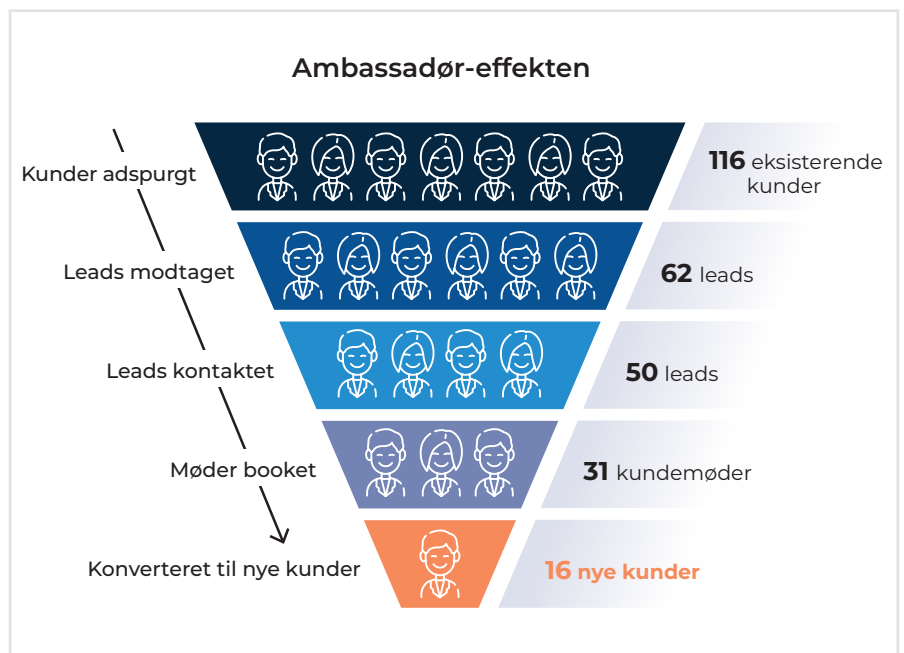 Ambassadør-effekten
Kunder adspurgt
116 eksisterende
kunder
Leads modtaget
62 leads
Leads kontaktet
50 leads
Møder booket
31 kundemøder
Konverteret til nye kunder
16 nye kunder